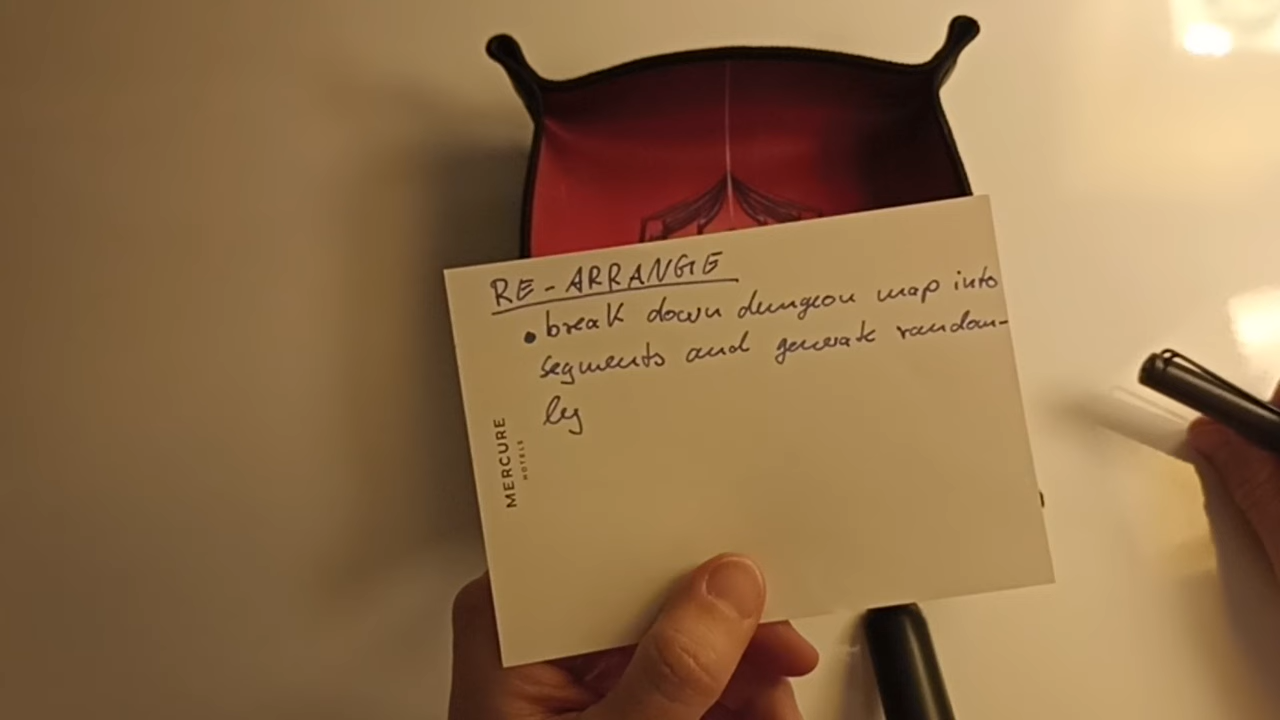 RE-ARRANGE
• break down dungeon map into
segments and generate random-
ly
MERCURE
HOTELS